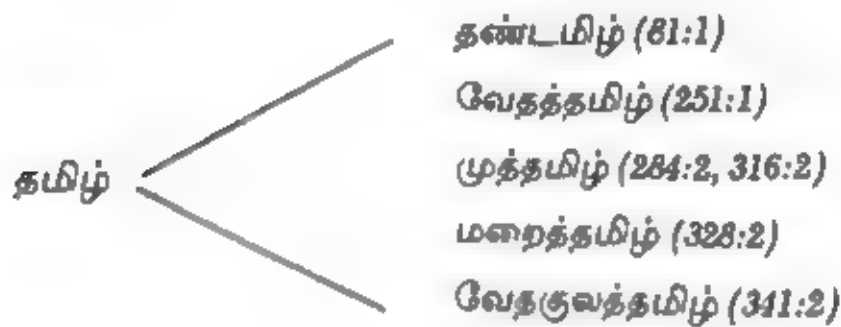 தண்டமிழ் (81:1)
வேதத்தமிழ் (251:1)
தமிழ்
முத்தமிழ் (284:2, 316:2)
மறைத்தமிழ் (328:2)
வேதகுலத்தமிழ் (341:2)